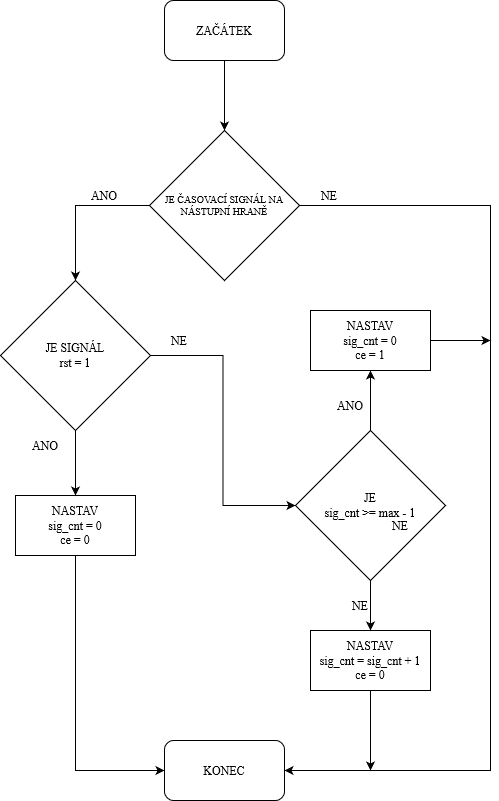 ZAČÁTEK
JE ČASOVACÍ SIGNÁL NA
NÁSTUPNÍ HRANĚ
ANO
NE
JE SIGNÁL
rst = 1
NE
ANO
NASTAV
sig_cnt = 0
ce = 0
NASTAV
sig_cnt = 0
ce = 1
ANO
JE
sig_cnt >= max - 1
NE
NE
NASTAV
sig_cnt = sig_cnt + 1
ce = 0
KONEC